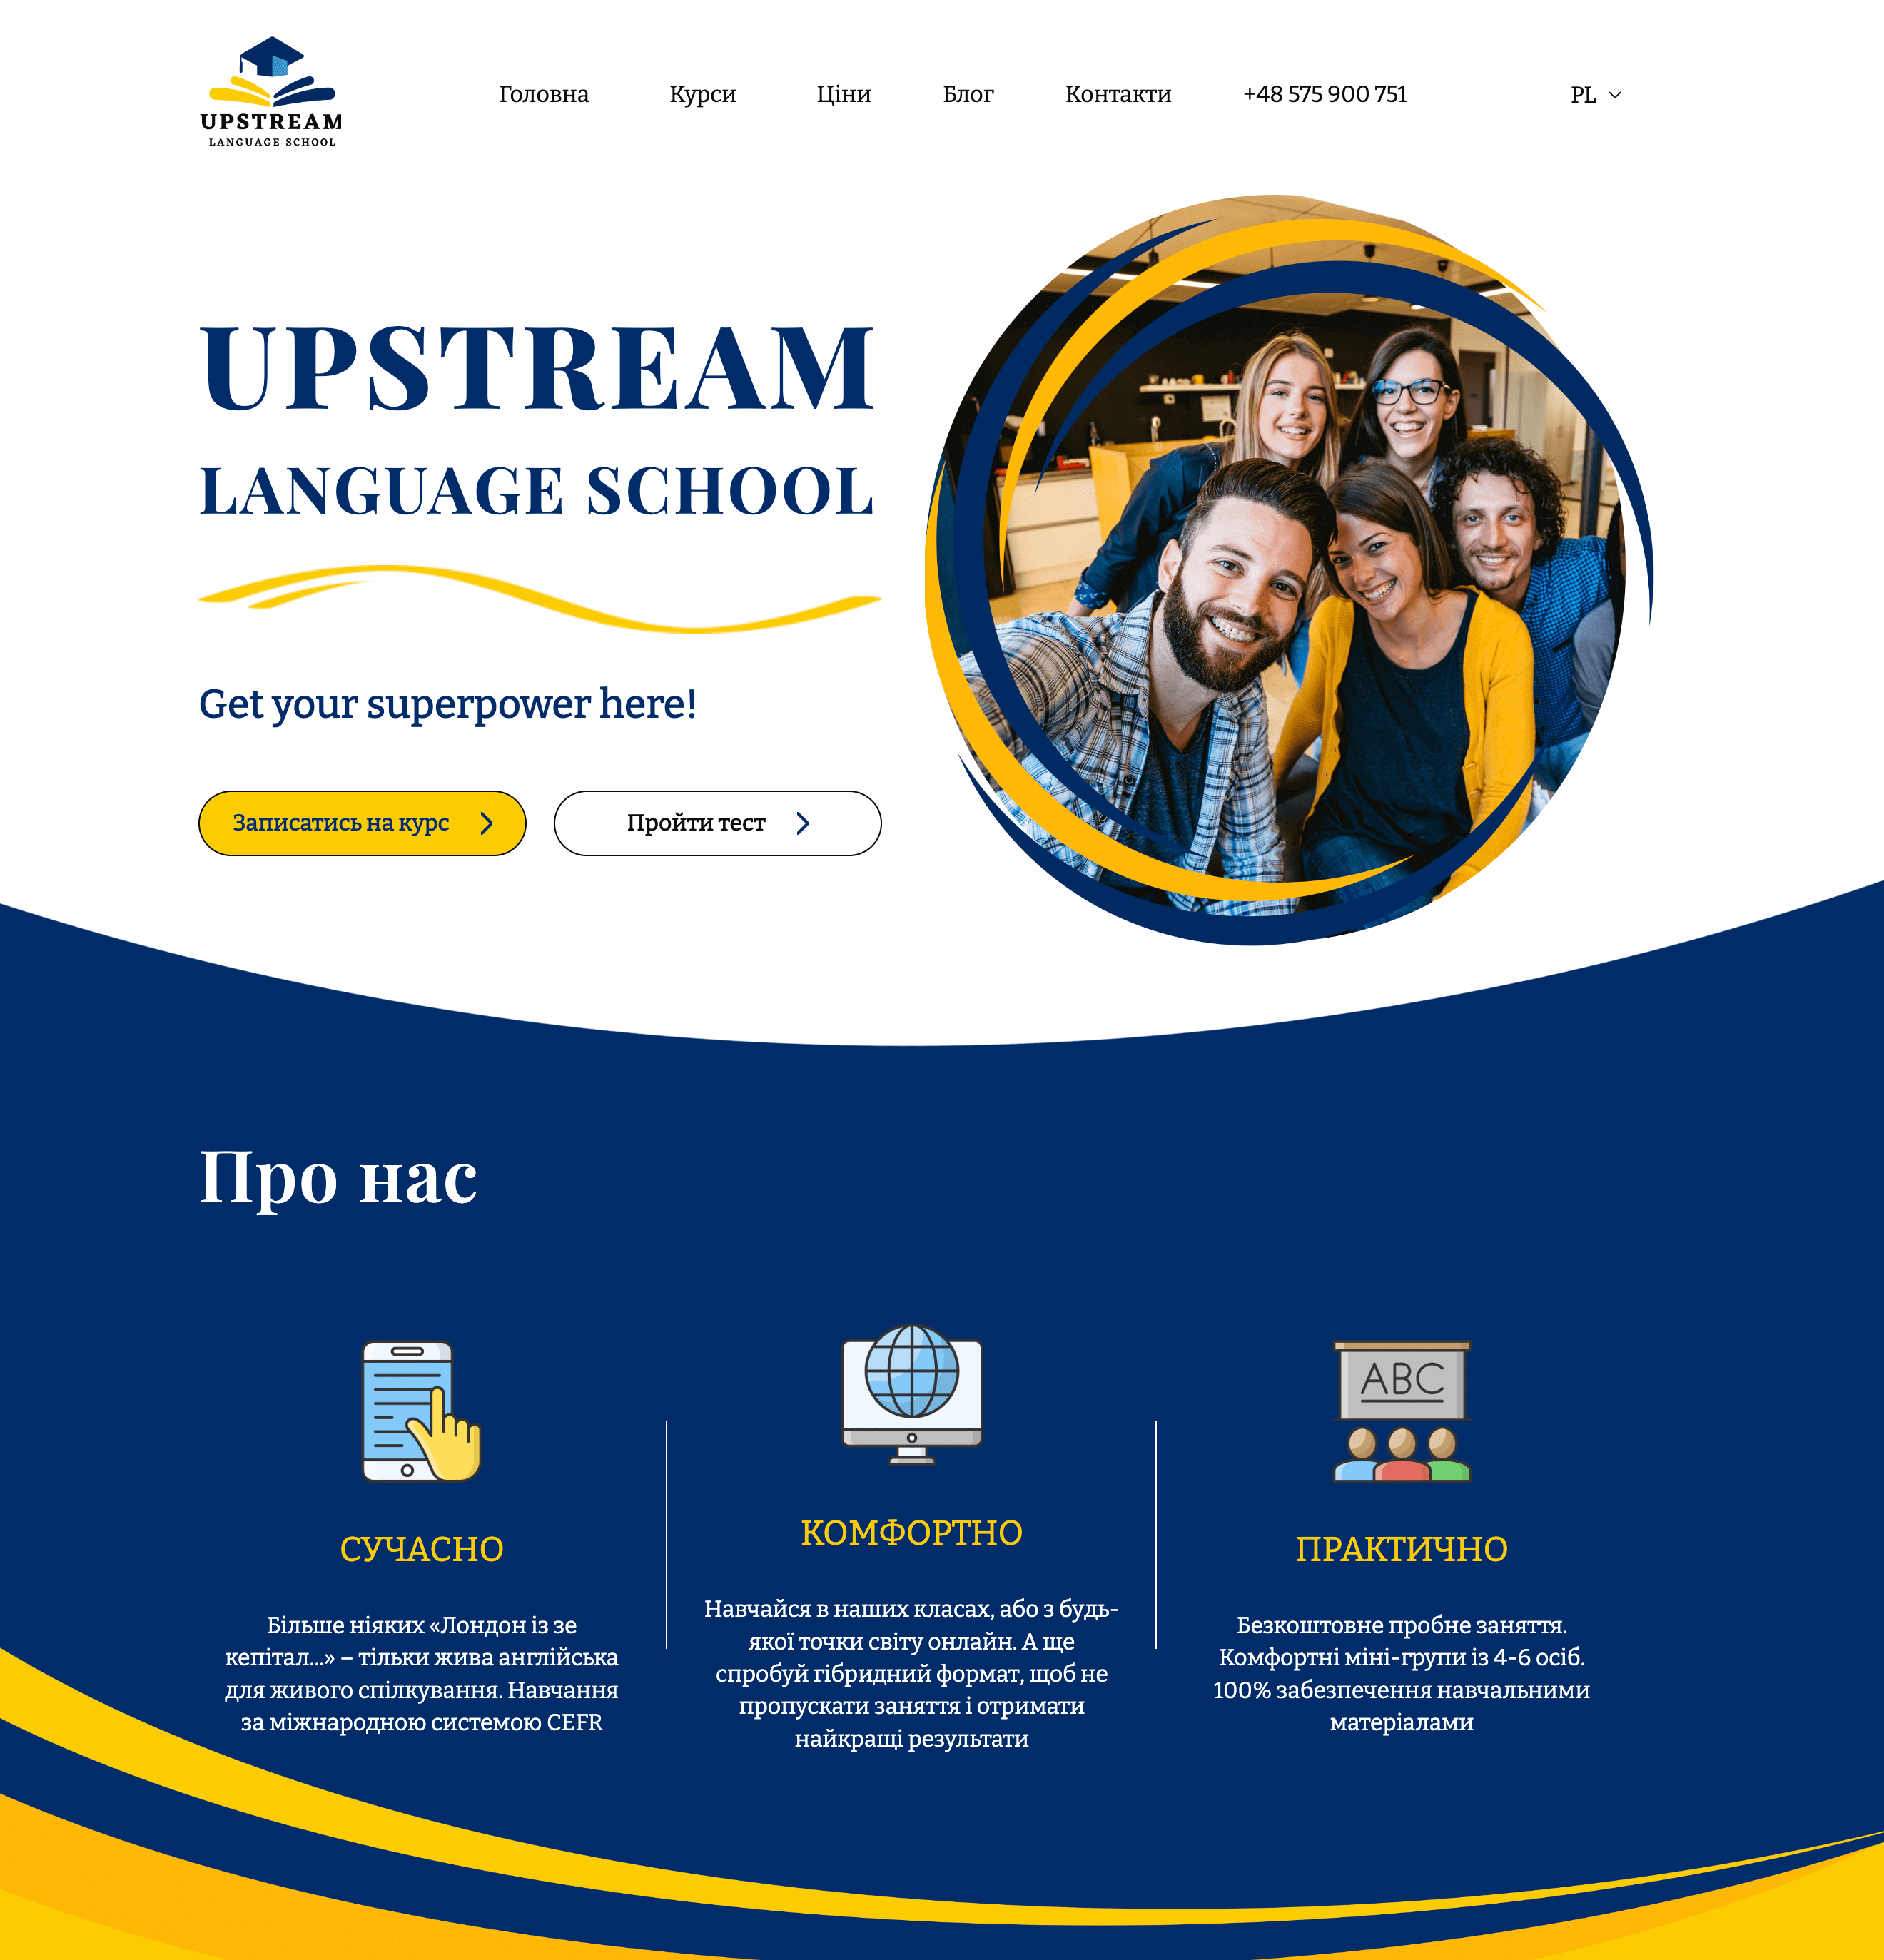 UPSTREAM
LANGUAGE SCHOOL
Головна
Курси
Ціни
Блог
Контакти
+48 575 900 751
PL
UPSTREAM
LANGUAGE SCHOOL
Get your superpower here!
Записатись на курс
Пройти тест
Про нас
СУЧАСНО
Більше ніяких «Лондон із зе
кепітал...» – тільки жива англійська
для живого спілкування. Навчання
за міжнародною системою CEFR
КОМФОРТНО
Навчайся в наших класах, або з будь-
якої точки світу онлайн. А ще
спробуй гібридний формат, щоб не
пропускати заняття і отримати
найкращі результати
ABC
ПРАКТИЧНО
Безкоштовне пробне заняття.
Комфортні міні-групи із 4-6 осіб.
100% забезпечення навчальними
матеріалами